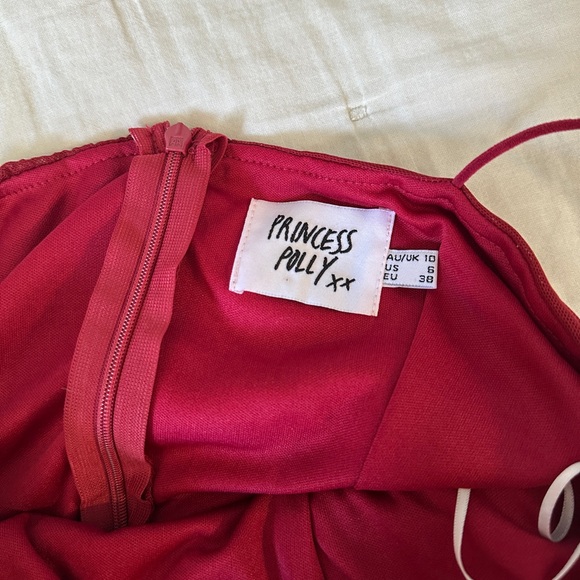 PRINCESS
POLLY xx
AU/UK 10
US 6
EU 38